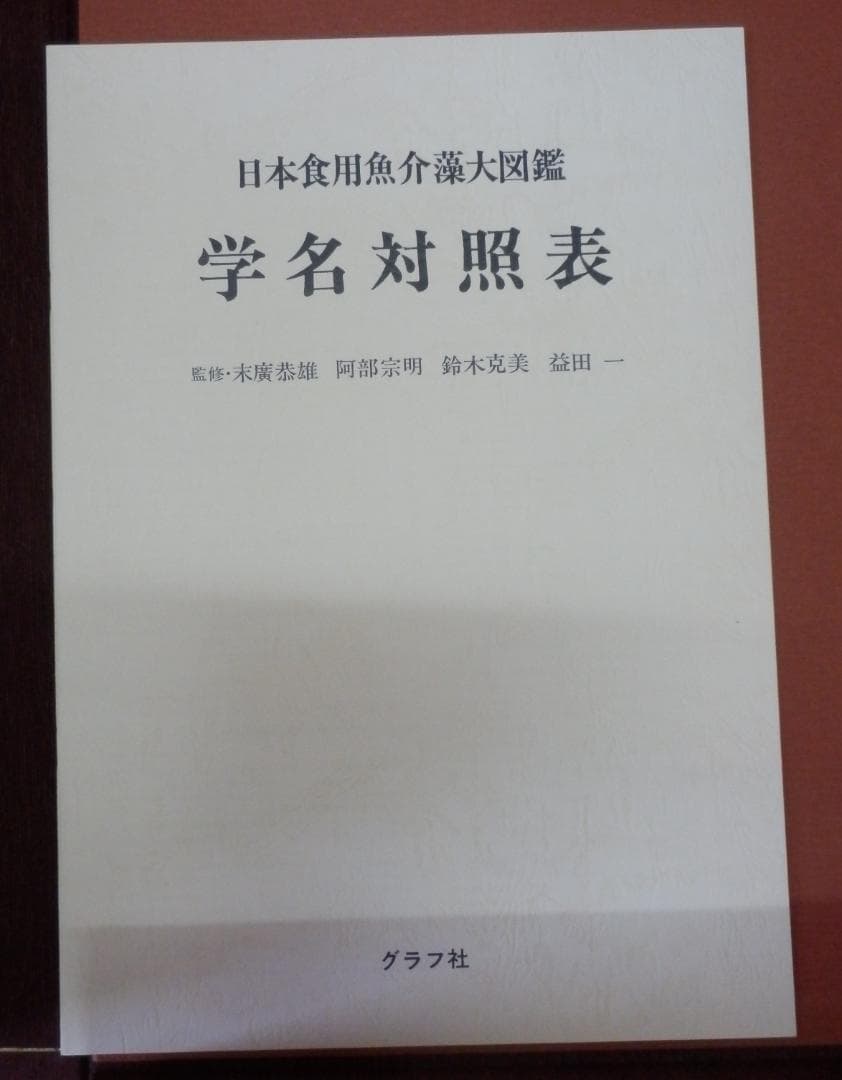 日本食用魚介藻大図鑑
学名対照表
監修・末廣恭雄 阿部宗明 鈴木克美 益田 一
グラフ社